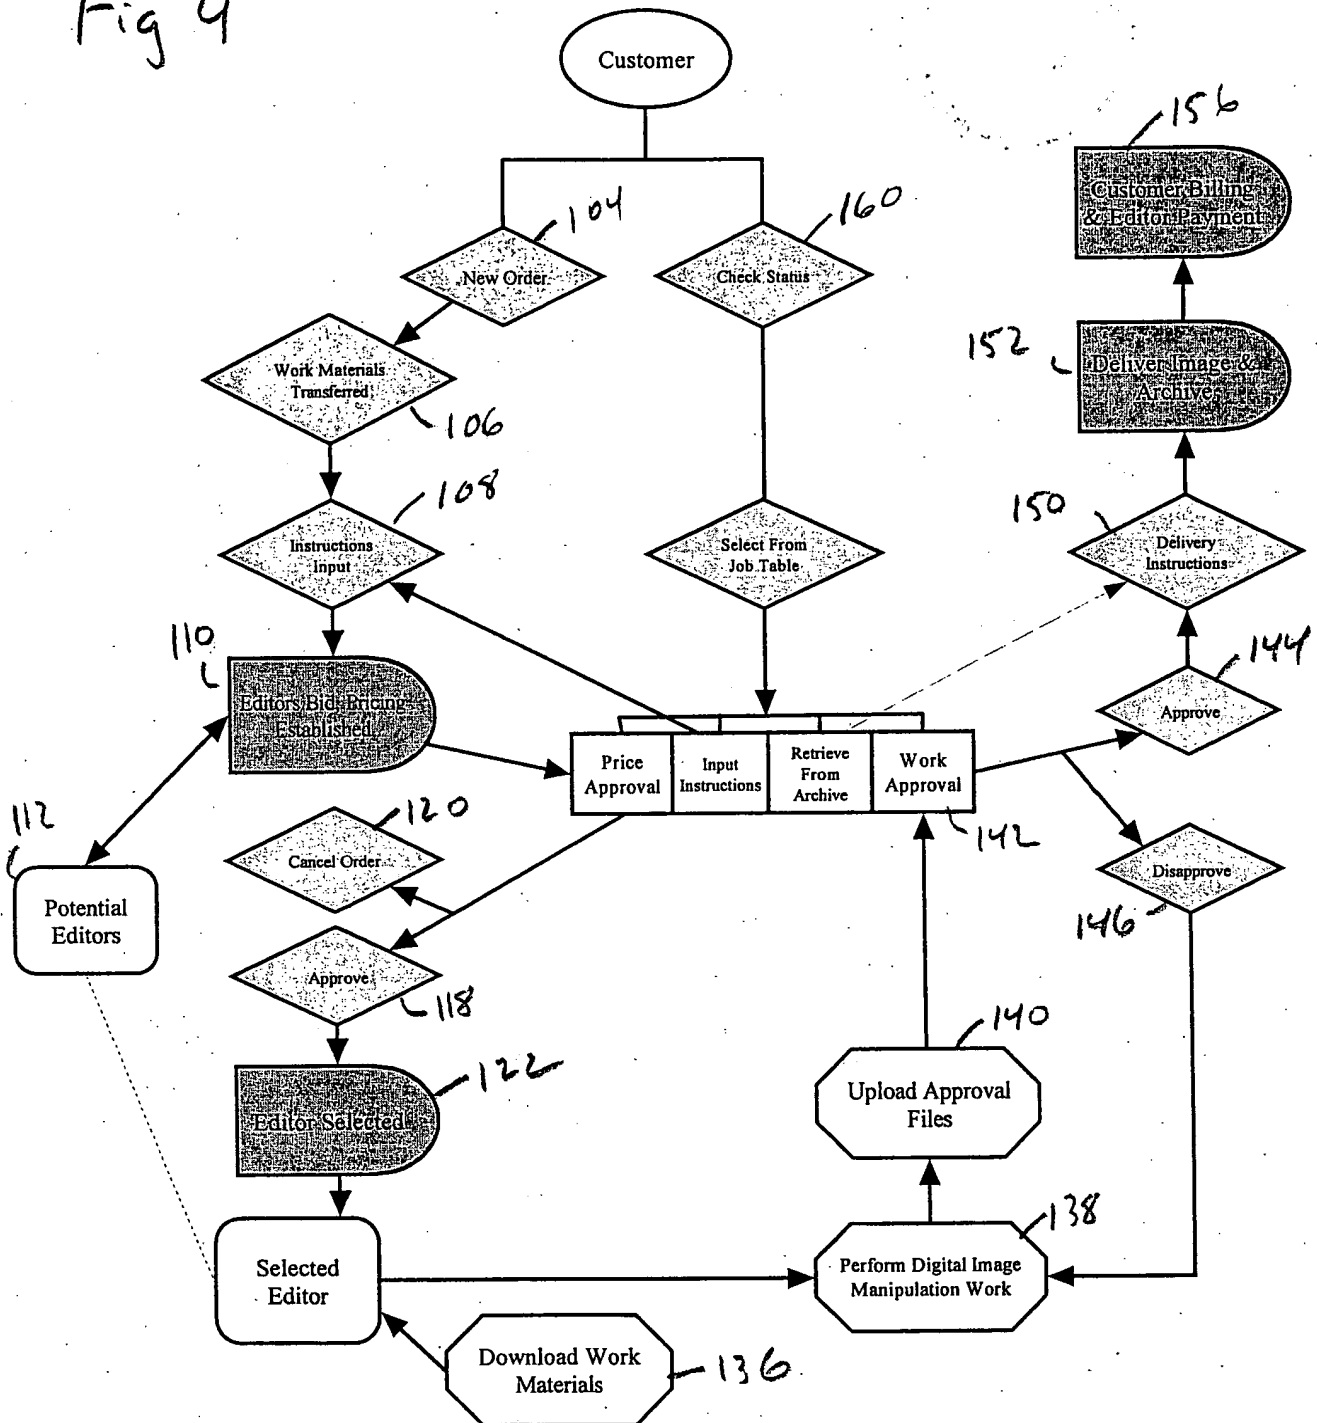 Fig 4
Customer
156
Customer Billing
& Editor Payment
104
160
New Order
Check Status
152
Deliver Image &
Archive
Work Materials
Transferred
106
108
150
Instructions
Input
Select From
Job Table
Delivery
Instructions
110
144
Editors Bid, Pricing
Established
Approve
Price
Approval
Input
Instructions
Retrieve
From
Archive
Work
Approval
142
112
120
Cancel Order
Disapprove
146
Potential
Editors
Approve
118
140
122
Upload Approval
Files
Editor Selected
138
Selected
Editor
Perform Digital Image
Manipulation Work
Download Work
Materials
136